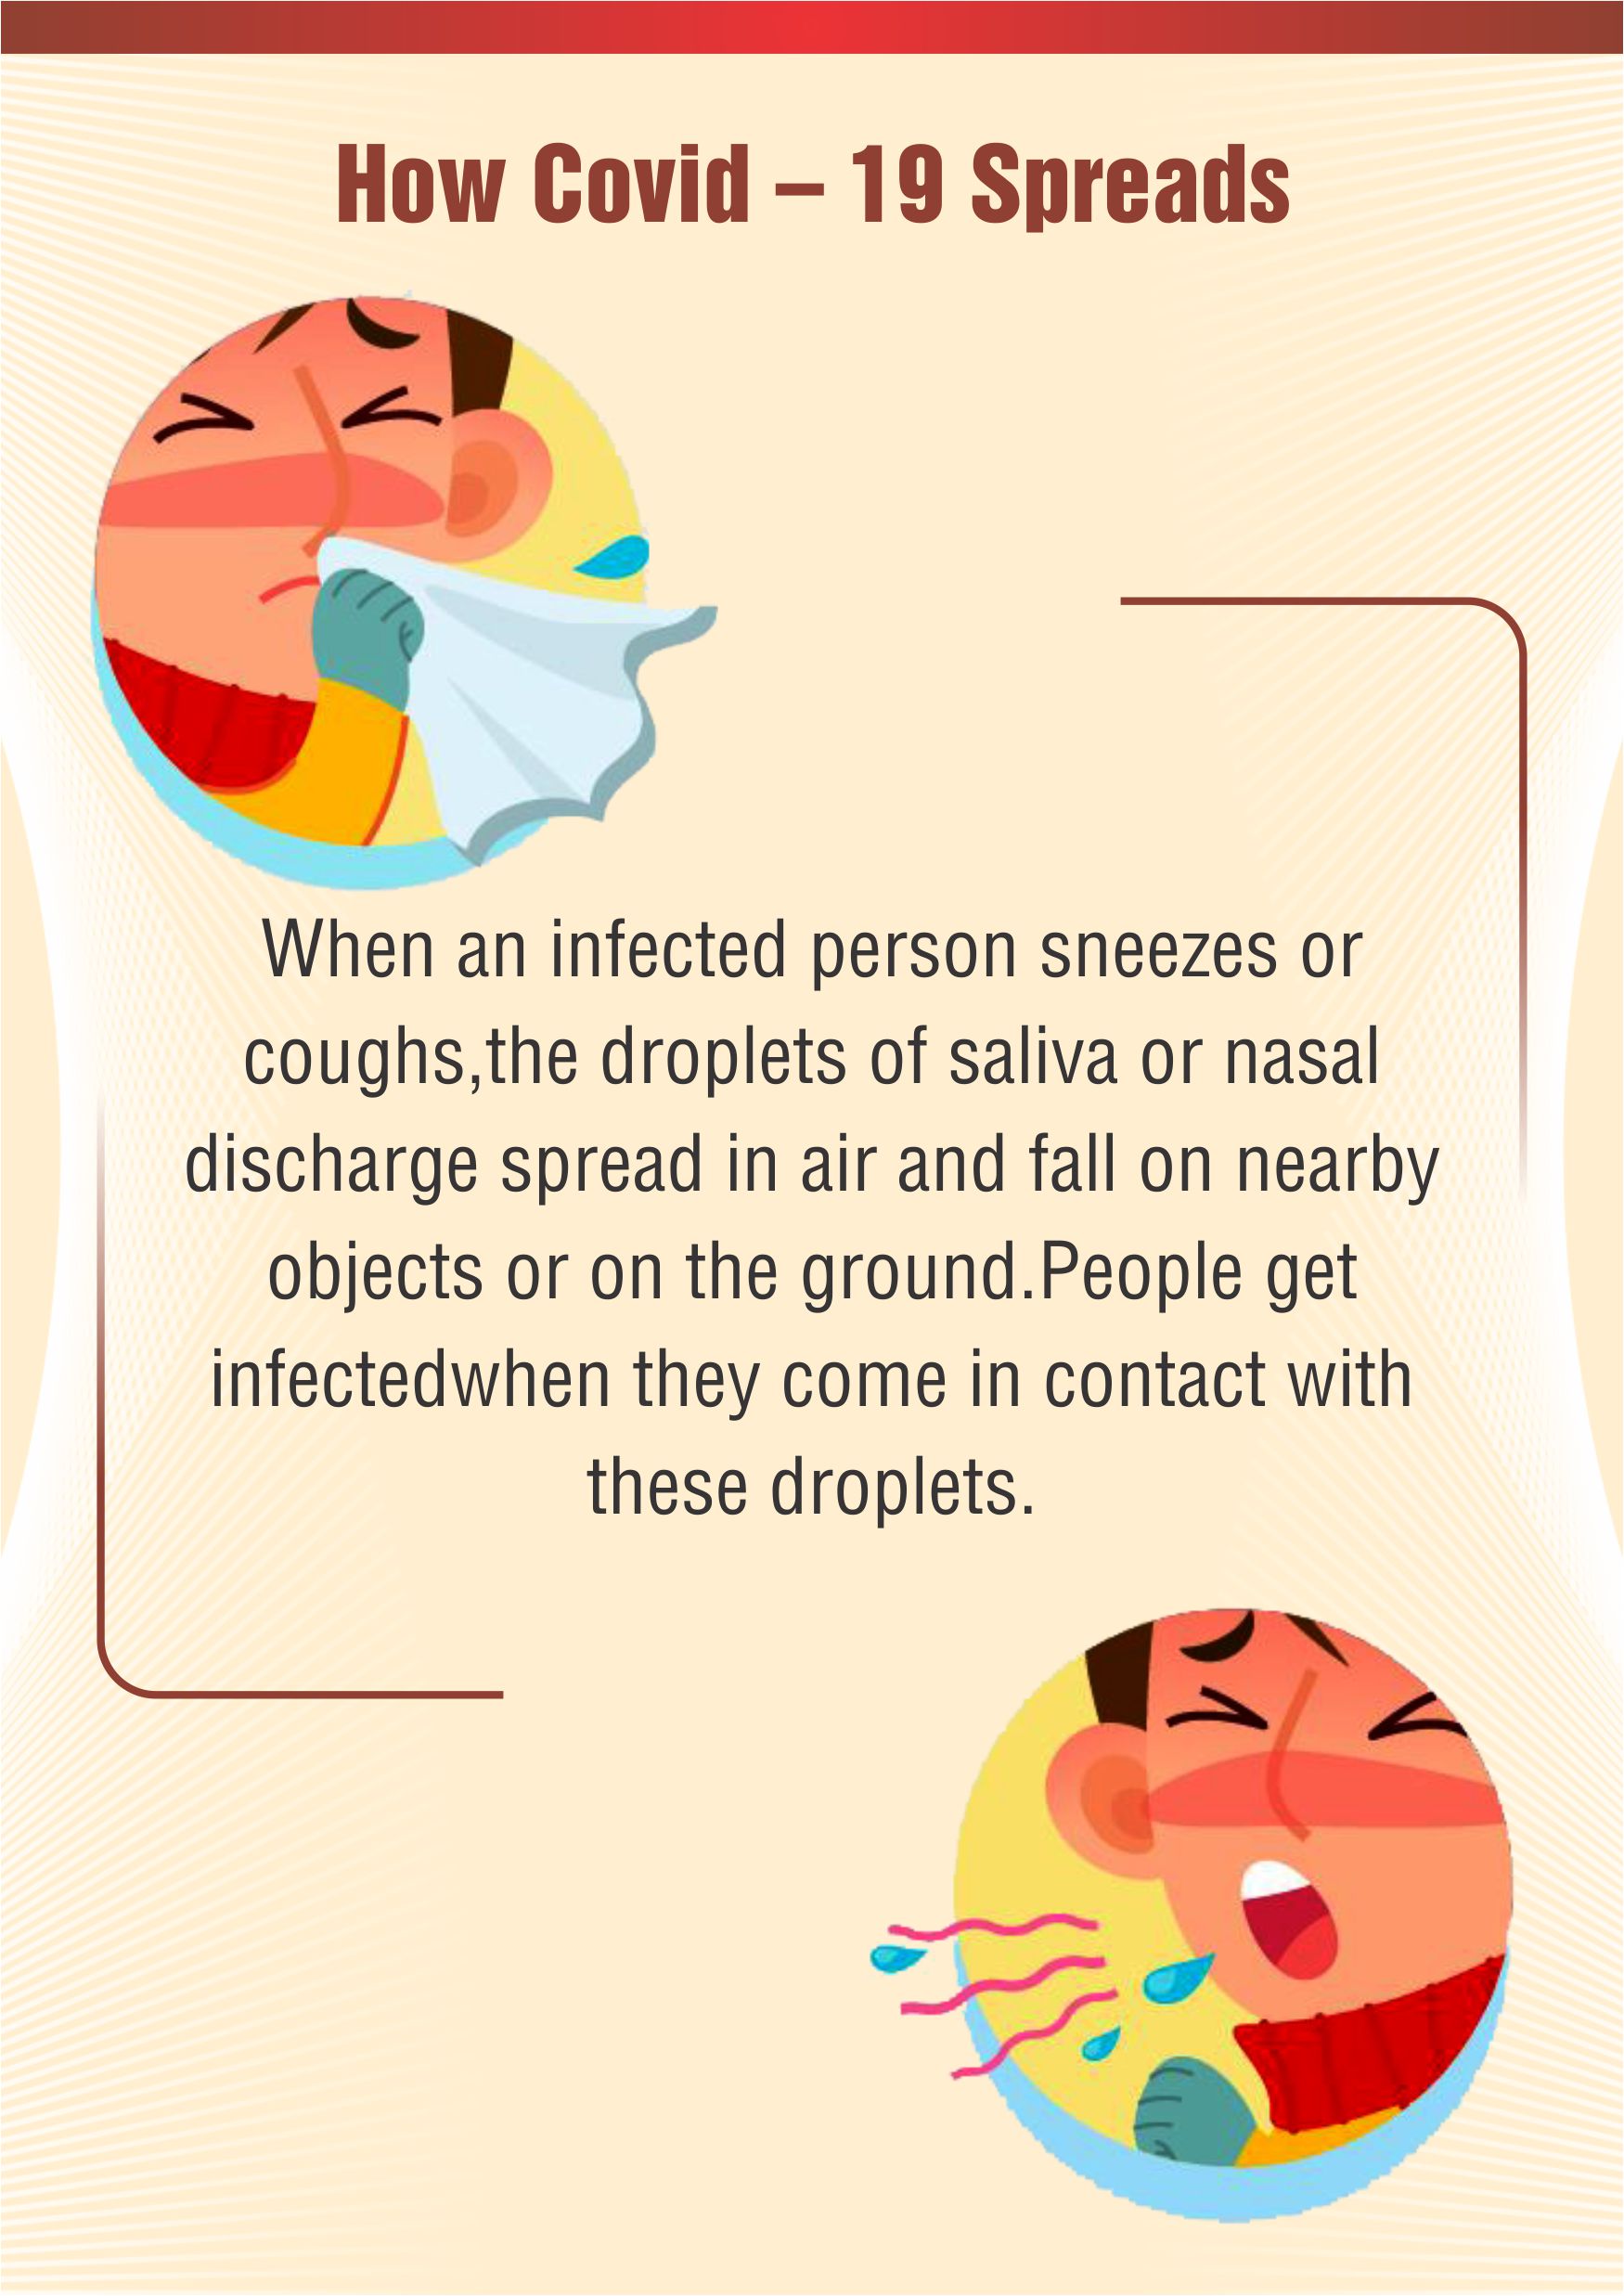 How Covid – 19 Spreads
When an infected person sneezes or
coughs,the droplets of saliva or nasal
discharge spread in air and fall on nearby
objects or on the ground.People get
infectedwhen they come in contact with
these droplets.